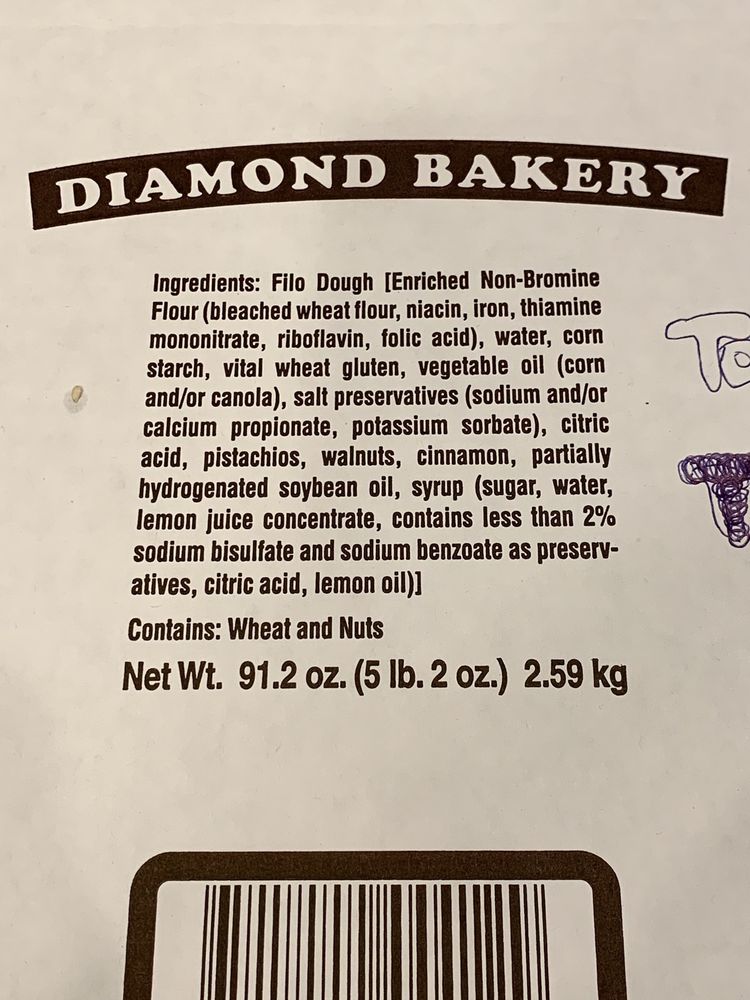 DIAMOND BAKERY
Ingredients: Filo Dough [Enriched Non-Bromine
Flour (bleached wheat flour, niacin, iron, thiamine
mononitrate, riboflavin, folic acid), water, corn
starch, vital wheat gluten, vegetable oil (corn
and/or canola), salt preservatives (sodium and/or
calcium propionate, potassium sorbate), citric
acid, pistachios, walnuts, cinnamon, partially
hydrogenated soybean oil, syrup (sugar, water,
lemon juice concentrate, contains less than 2%
sodium bisulfate and sodium benzoate as preserv-
atives, citric acid, lemon oil)]
Contains: Wheat and Nuts
Net Wt. 91.2 oz. (5 lb. 2 oz.) 2.59 kg